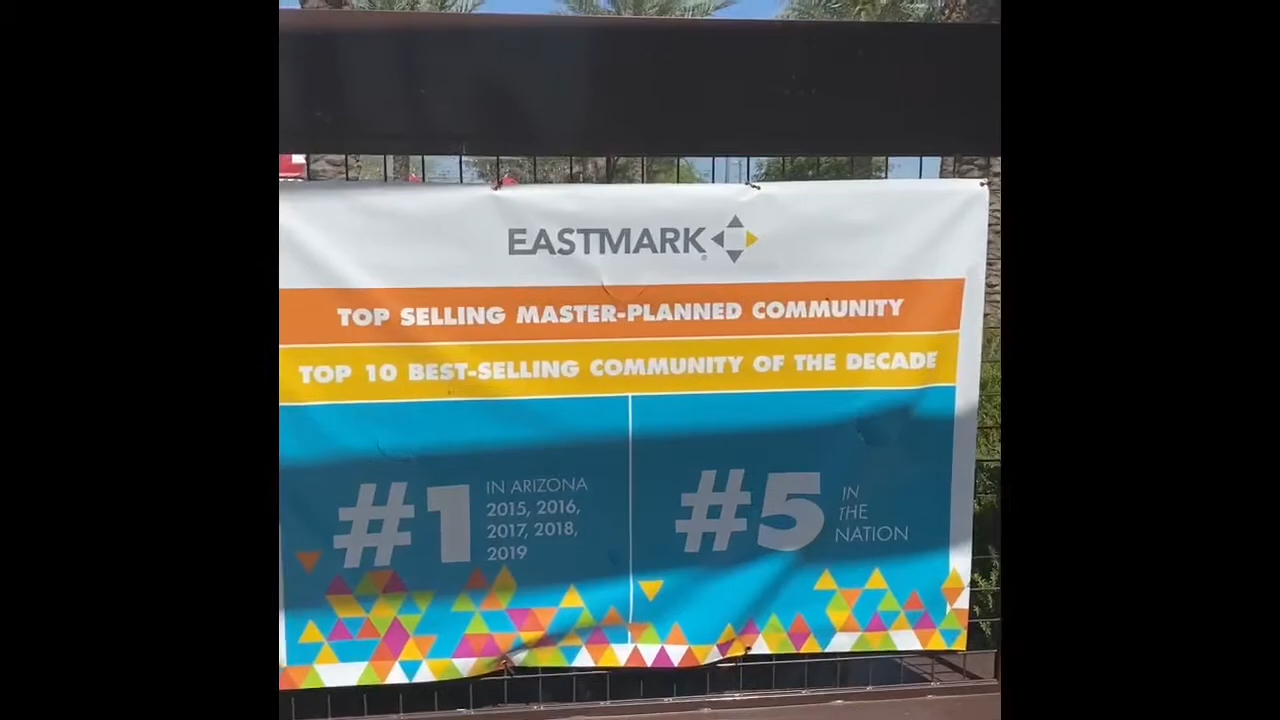 EASTMARK®
TOP SELLING MASTER-PLANNED COMMUNITY
TOP 10 BEST-SELLING COMMUNITY OF THE DECADE
#1
IN ARIZONA
2015, 2016,
2017, 2018,
2019
#5
IN
THE
NATION